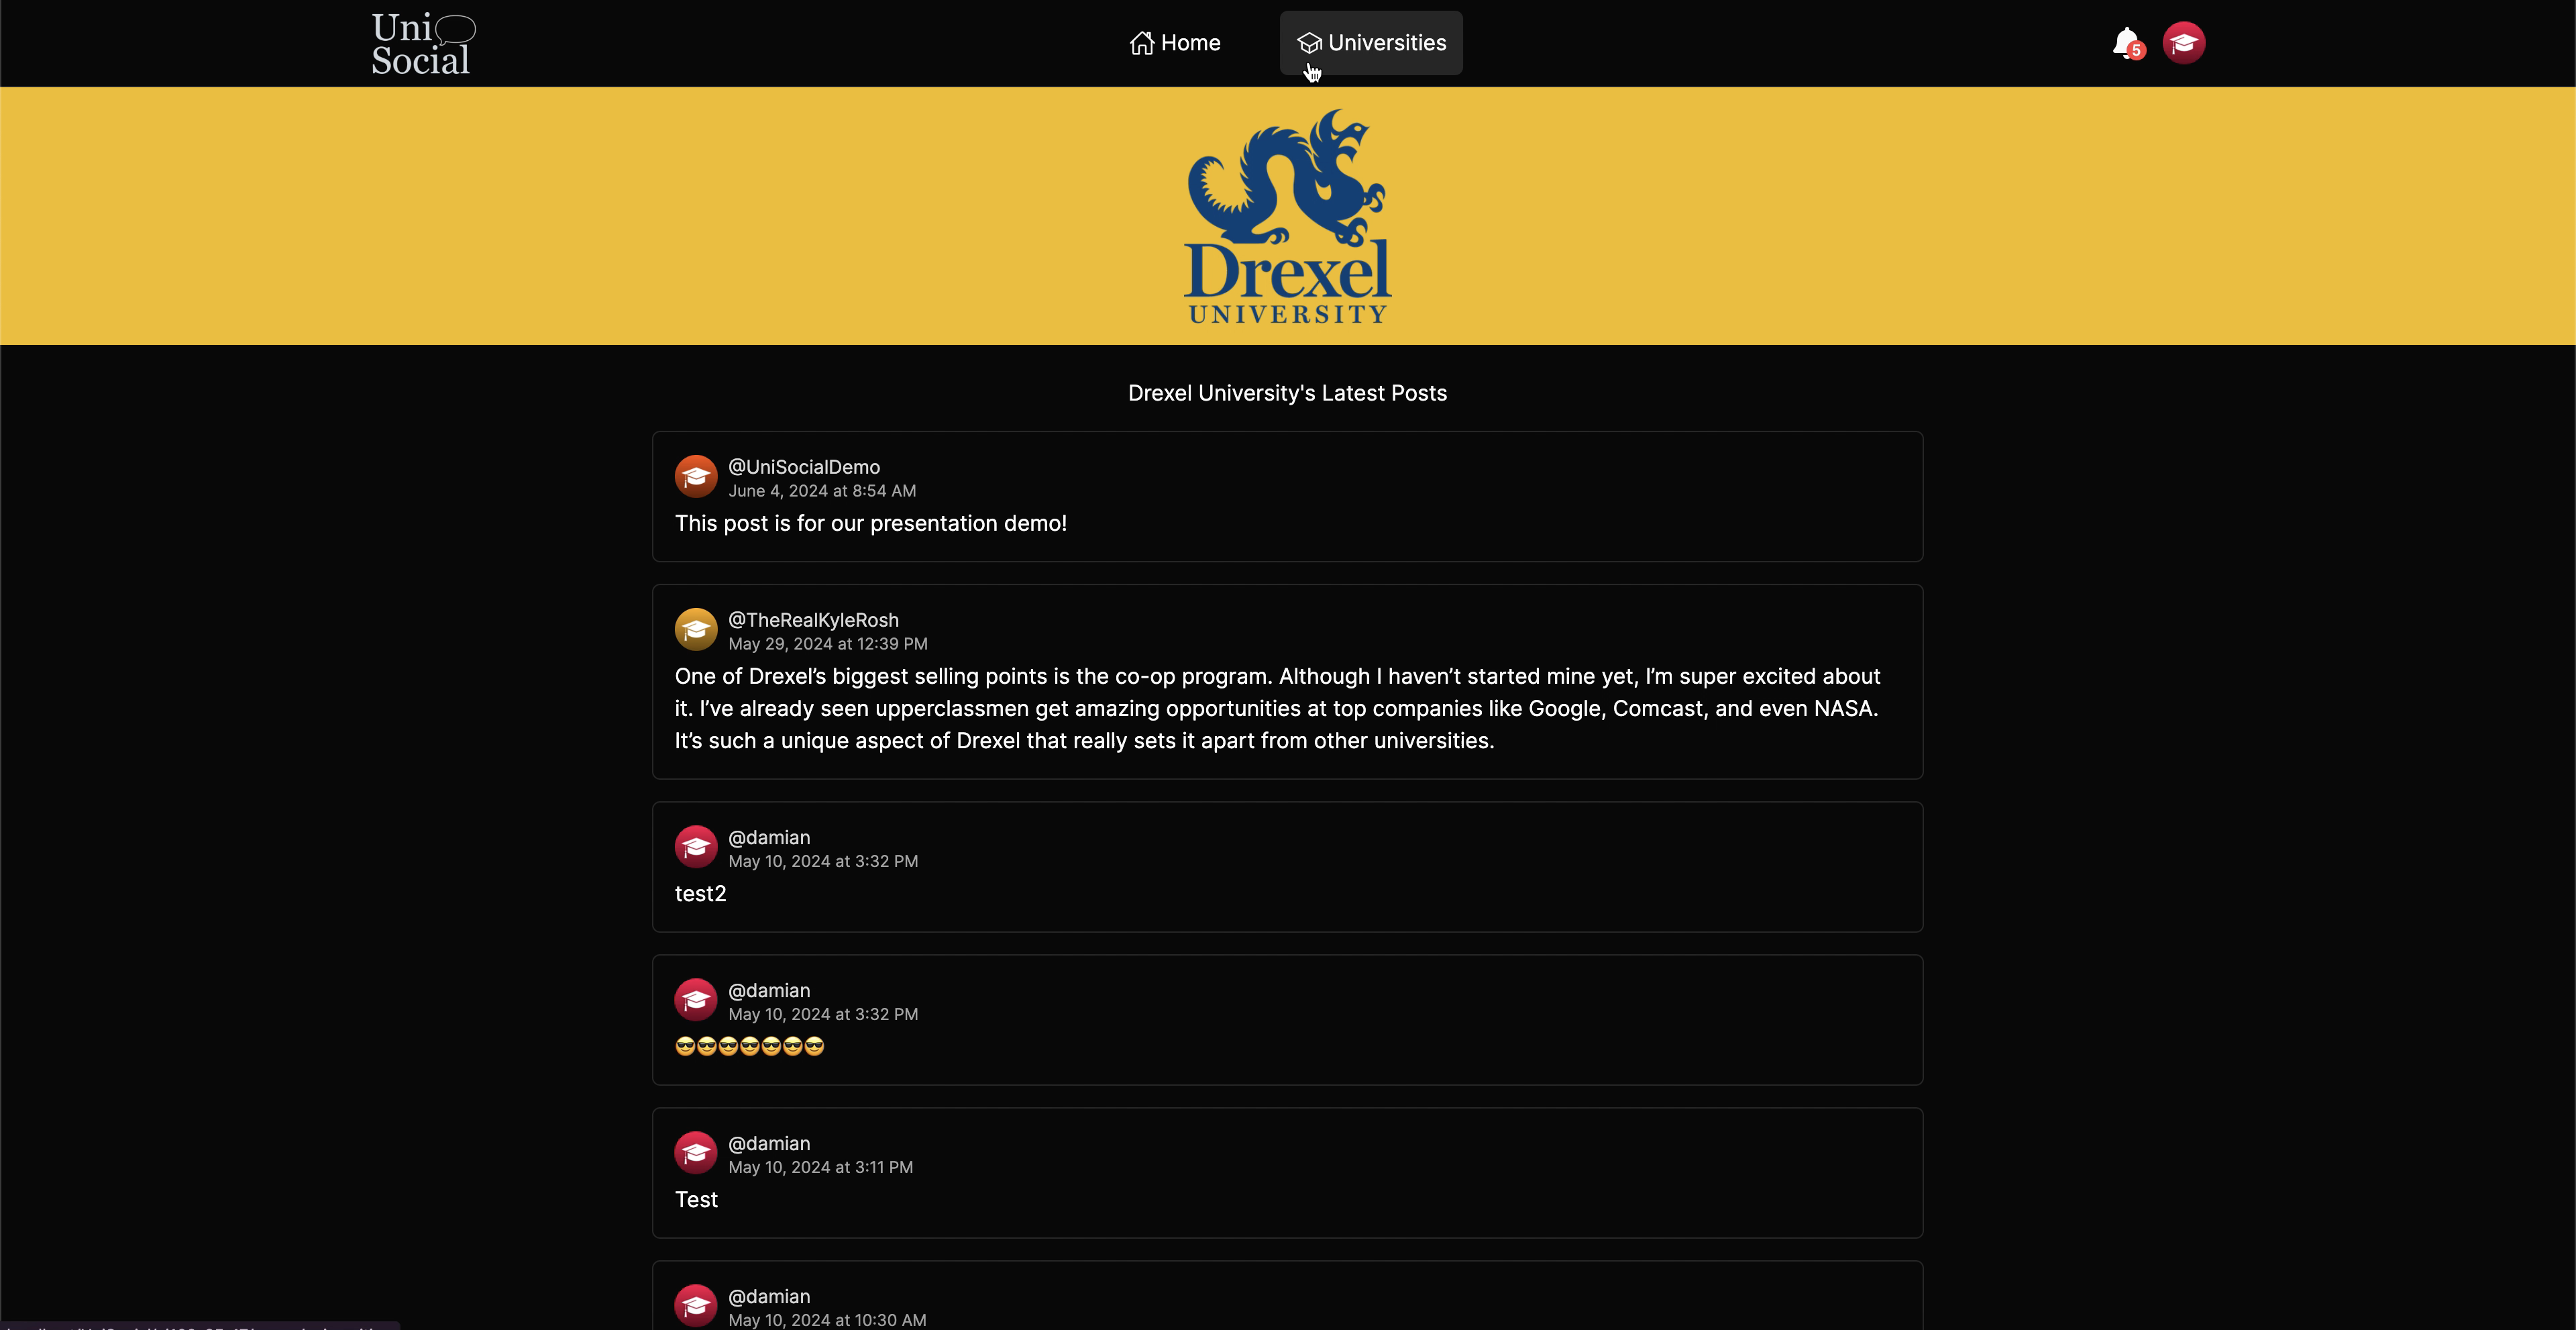 Uni
Social
Home
Universities
5
Drexel
UNIVERSITY
Drexel University's Latest Posts
@UniSocialDemo
June 4, 2024 at 8:54 AM
This post is for our presentation demo!
@TheRealKyleRosh
May 29, 2024 at 12:39 PM
One of Drexel’s biggest selling points is the co-op program. Although I haven’t started mine yet, I’m super excited about
it. I’ve already seen upperclassmen get amazing opportunities at top companies like Google, Comcast, and even NASA.
It’s such a unique aspect of Drexel that really sets it apart from other universities.
@damian
May 10, 2024 at 3:32 PM
test2
@damian
May 10, 2024 at 3:32 PM
😎😎😎😎😎😎😎
@damian
May 10, 2024 at 3:11 PM
Test
@damian
May 10, 2024 at 10:30 AM